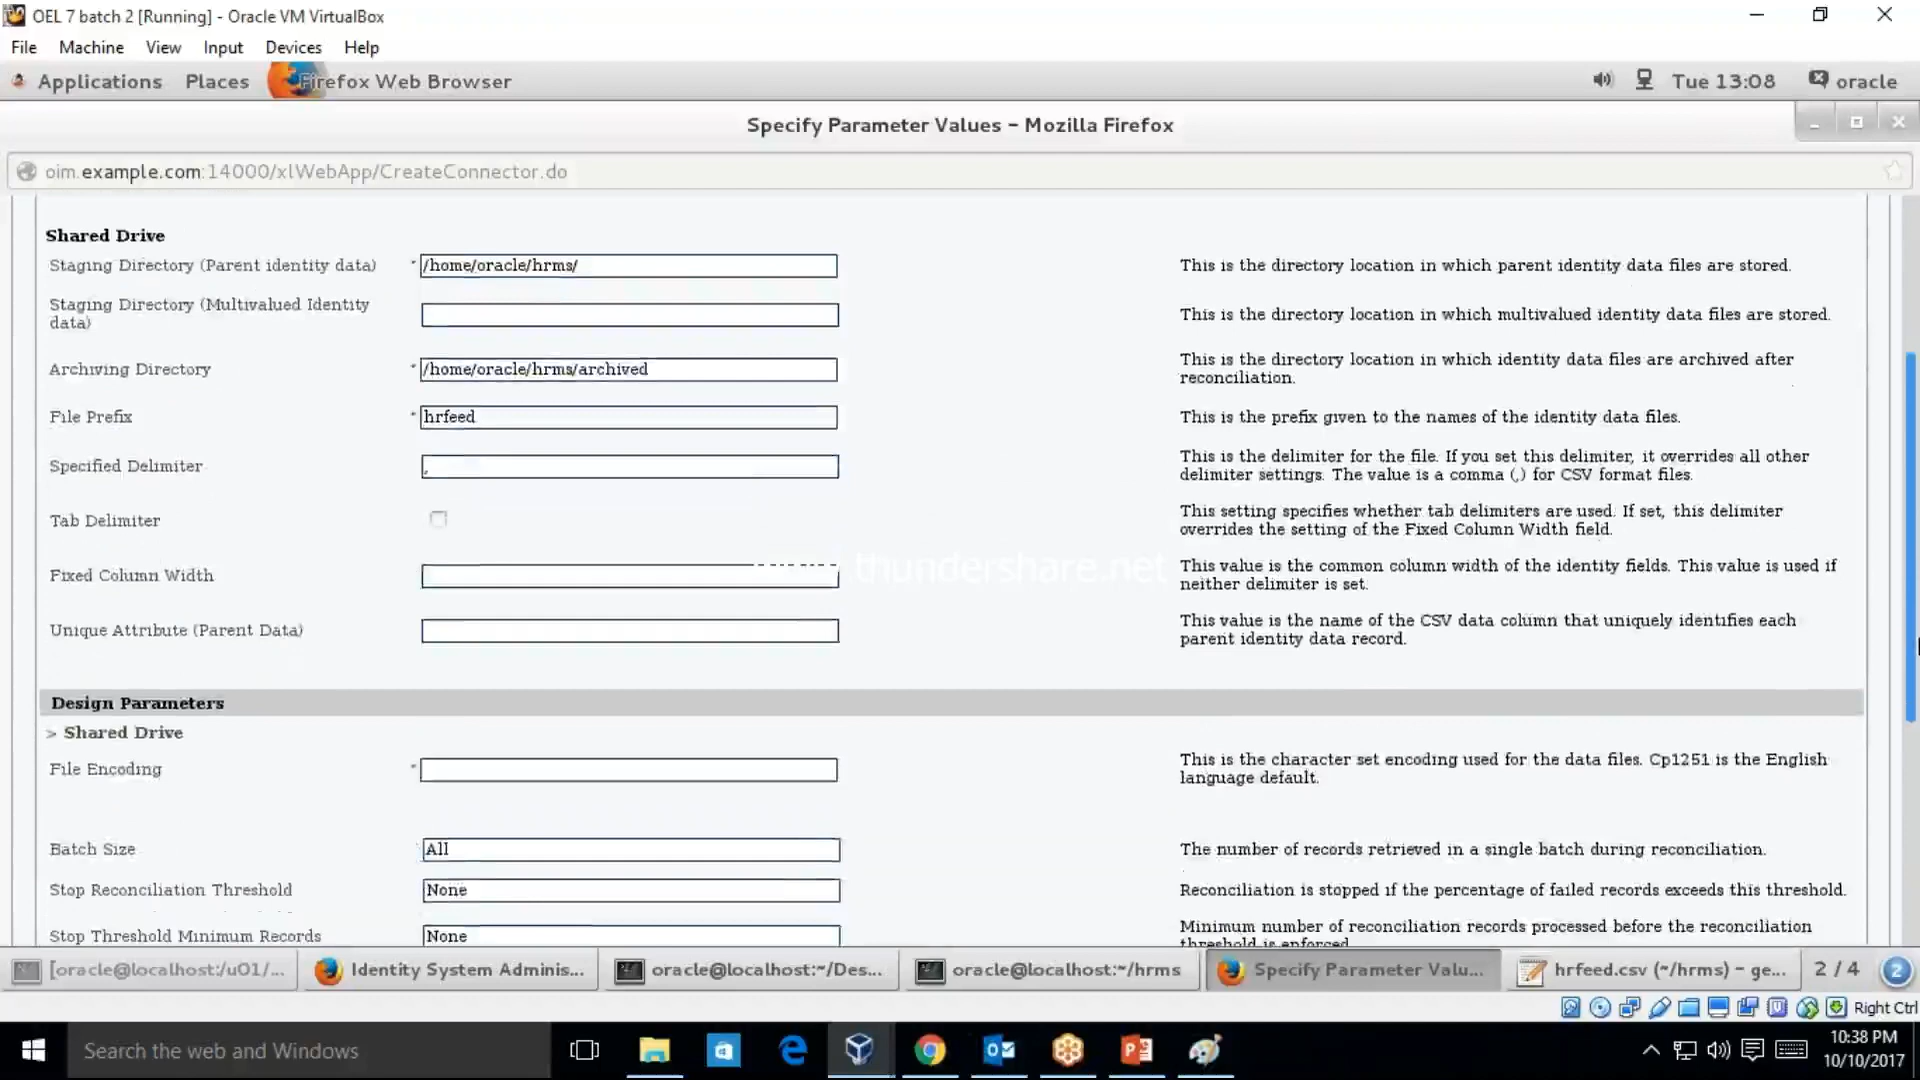 OEL 7 batch 2 [Running] - Oracle VM VirtualBox
File Machine View Input Devices Help
Applications Places Firefox Web Browser Tue 13:08 oracle
Specify Parameter Values - Mozilla Firefox
oim.example.com:14000/xlWebApp/CreateConnector.do
Shared Drive
Staging Directory (Parent identity data) * /home/oracle/hrms/ This is the directory location in which parent identity data files are stored.
Staging Directory (Multivalued Identity
data)
This is the directory location in which multivalued identity data files are stored.
Archiving Directory * /home/oracle/hrms/archived
This is the directory location in which identity data files are archived after
reconciliation.
File Prefix * hrfeed This is the prefix given to the names of the identity data files.
Specified Delimiter ,
This is the delimiter for the file. If you set this delimiter, it overrides all other
delimiter settings. The value is a comma (,) for CSV format files.
Tab Delimiter
This setting specifies whether tab delimiters are used. If set, this delimiter
overrides the setting of the Fixed Column Width field.
thundershare.net
Fixed Column Width
This value is the common column width of the identity fields. This value is used if
neither delimiter is set.
Unique Attribute (Parent Data)
This value is the name of the CSV data column that uniquely identifies each
parent identity data record.
Design Parameters
> Shared Drive
File Encoding *
This is the character set encoding used for the data files. Cp1251 is the English
language default.
Batch Size All The number of records retrieved in a single batch during reconciliation.
Stop Reconciliation Threshold None Reconciliation is stopped if the percentage of failed records exceeds this threshold.
Stop Threshold Minimum Records None
Minimum number of reconciliation records processed before the reconciliation
threshold is enforced.
[oracle@localhost:/u01/... Identity System Adminis... oracle@localhost:~/Des... oracle@localhost:~/hrms Specify Parameter Valu... hrfeed.csv (~/hrms) - ge... 2 / 4 2
Right Ctrl
Search the web and Windows
10:38 PM
10/10/2017